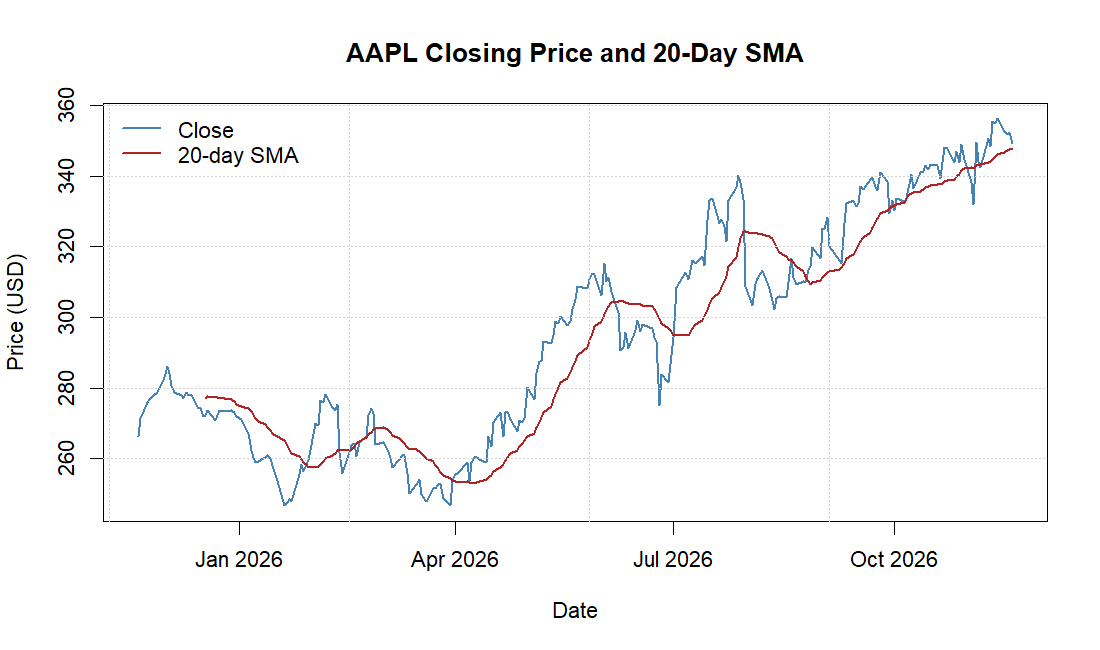 AAPL Closing Price and 20-Day SMA
Close
20-day SMA
360
340
320
300
280
260
Price (USD)
Jan 2026
Apr 2026
Jul 2026
Oct 2026
Date